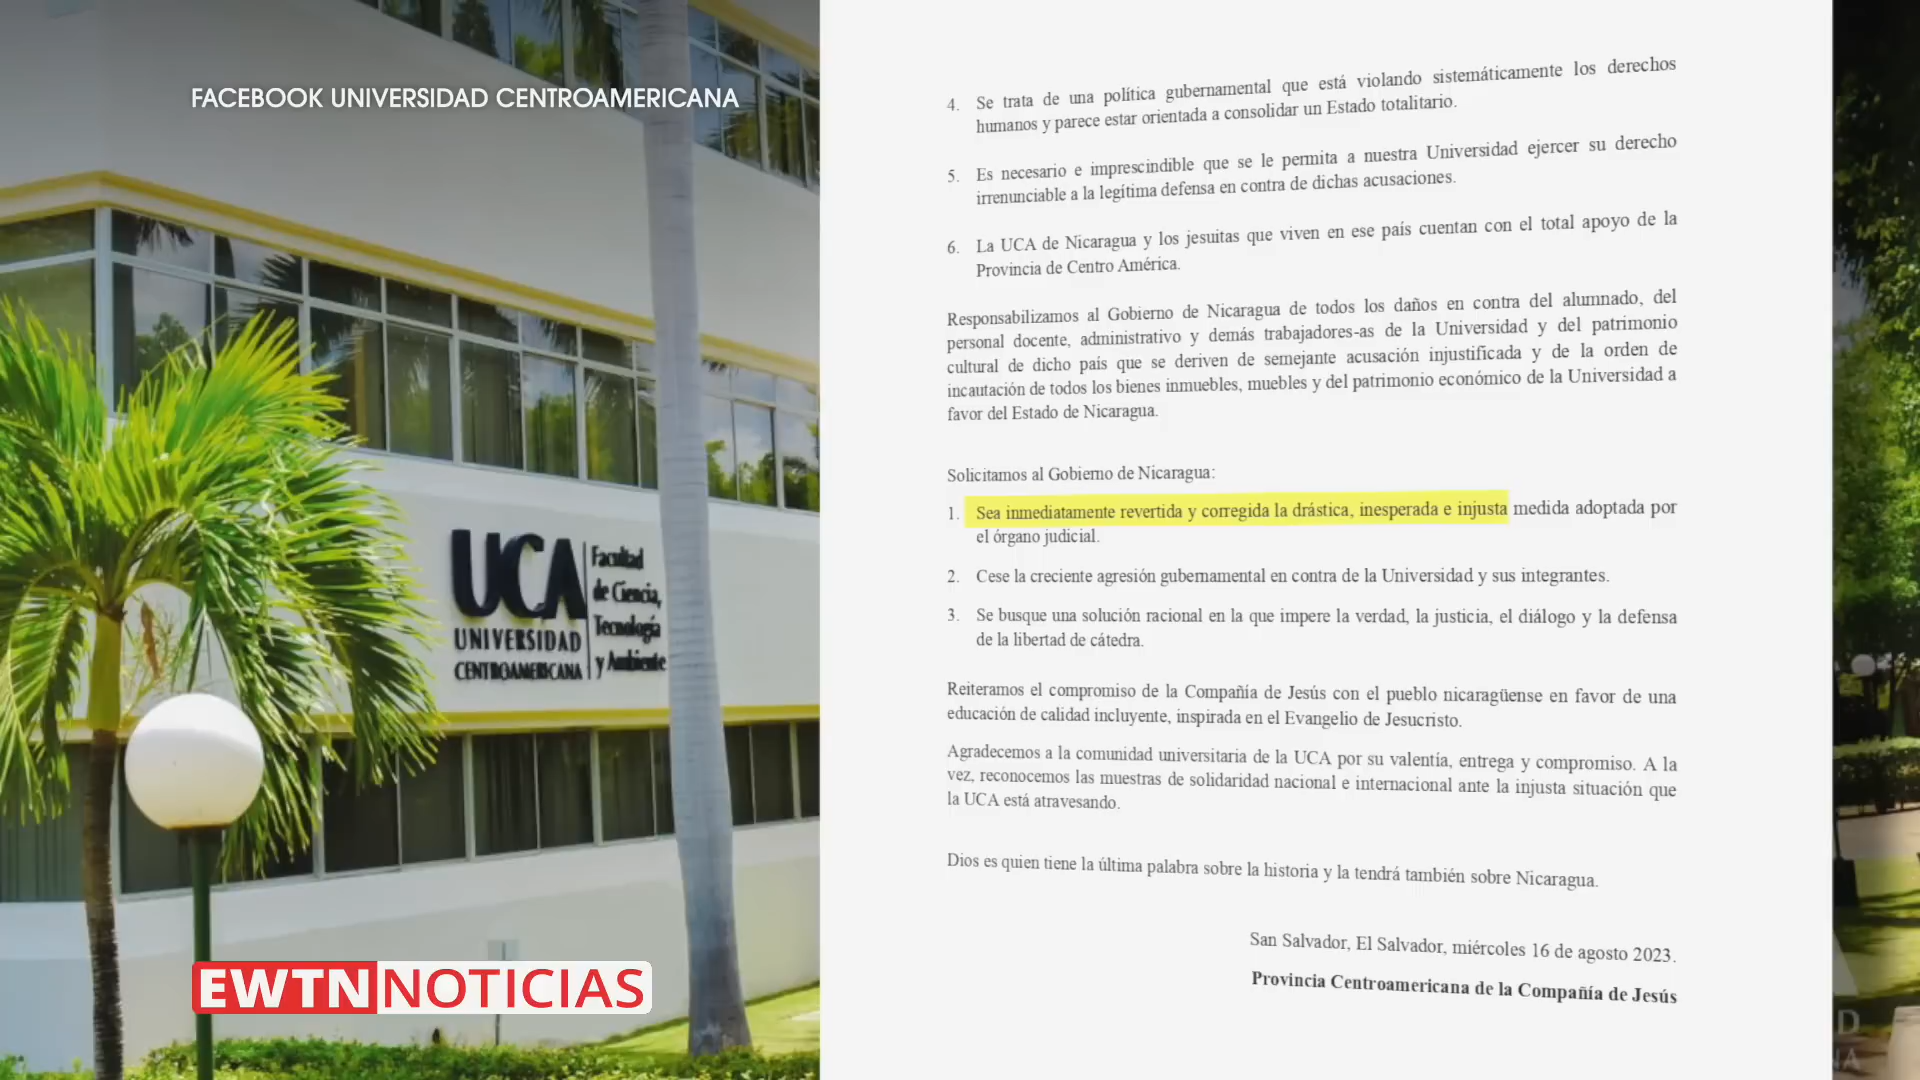 FACEBOOK UNIVERSIDAD CENTROAMERICANA
UCA
UNIVERSIDAD
CENTROAMERICANA
Facultad
de Ciencia,
Tecnología
y Ambiente
EWTN NOTICIAS
4. Se trata de una política gubernamental que está violando sistemáticamente los derechos
humanos y parece estar orientada a consolidar un Estado totalitario.
5. Es necesario e imprescindible que se le permita a nuestra Universidad ejercer su derecho
irrenunciable a la legítima defensa en contra de dichas acusaciones.
6. La UCA de Nicaragua y los jesuitas que viven en ese país cuentan con el total apoyo de la
Provincia de Centro América.
Responsabilizamos al Gobierno de Nicaragua de todos los daños en contra del alumnado, del
personal docente, administrativo y demás trabajadores-as de la Universidad y del patrimonio
cultural de dicho país que se deriven de semejante acusación injustificada y de la orden de
incautación de todos los bienes inmuebles, muebles y del patrimonio económico de la Universidad a
favor del Estado de Nicaragua.
Solicitamos al Gobierno de Nicaragua:
1. Sea inmediatamente revertida y corregida la drástica, inesperada e injusta medida adoptada por
el órgano judicial.
2. Cese la creciente agresión gubernamental en contra de la Universidad y sus integrantes.
3. Se busque una solución racional en la que impere la verdad, la justicia, el diálogo y la defensa
de la libertad de cátedra.
Reiteramos el compromiso de la Compañía de Jesús con el pueblo nicaragüense en favor de una
educación de calidad incluyente, inspirada en el Evangelio de Jesucristo.
Agradecemos a la comunidad universitaria de la UCA por su valentía, entrega y compromiso. A la
vez, reconocemos las muestras de solidaridad nacional e internacional ante la injusta situación que
la UCA está atravesando.
Dios es quien tiene la última palabra sobre la historia y la tendrá también sobre Nicaragua.
San Salvador, El Salvador, miércoles 16 de agosto 2023.
Provincia Centroamericana de la Compañía de Jesús